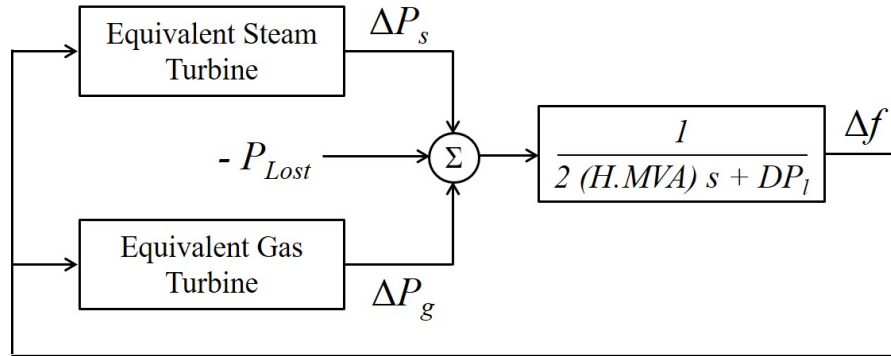 Equivalent Steam
Turbine
ΔP_s
- P_Lost
Σ
1
2 (H.MVA) s + DP_l
Δf
Equivalent Gas
Turbine
ΔP_g